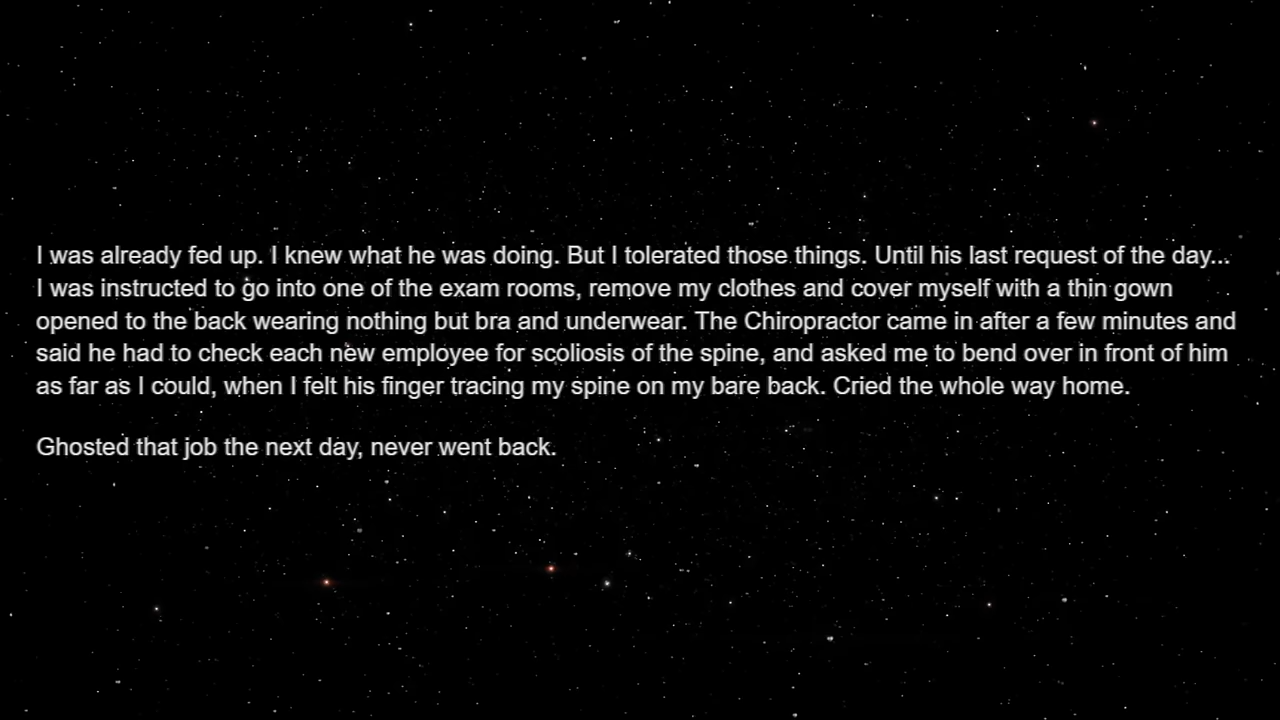 I was already fed up. I knew what he was doing. But I tolerated those things. Until his last request of the day...
I was instructed to go into one of the exam rooms, remove my clothes and cover myself with a thin gown
opened to the back wearing nothing but bra and underwear. The Chiropractor came in after a few minutes and
said he had to check each new employee for scoliosis of the spine, and asked me to bend over in front of him
as far as I could, when I felt his finger tracing my spine on my bare back. Cried the whole way home.
Ghosted that job the next day, never went back.